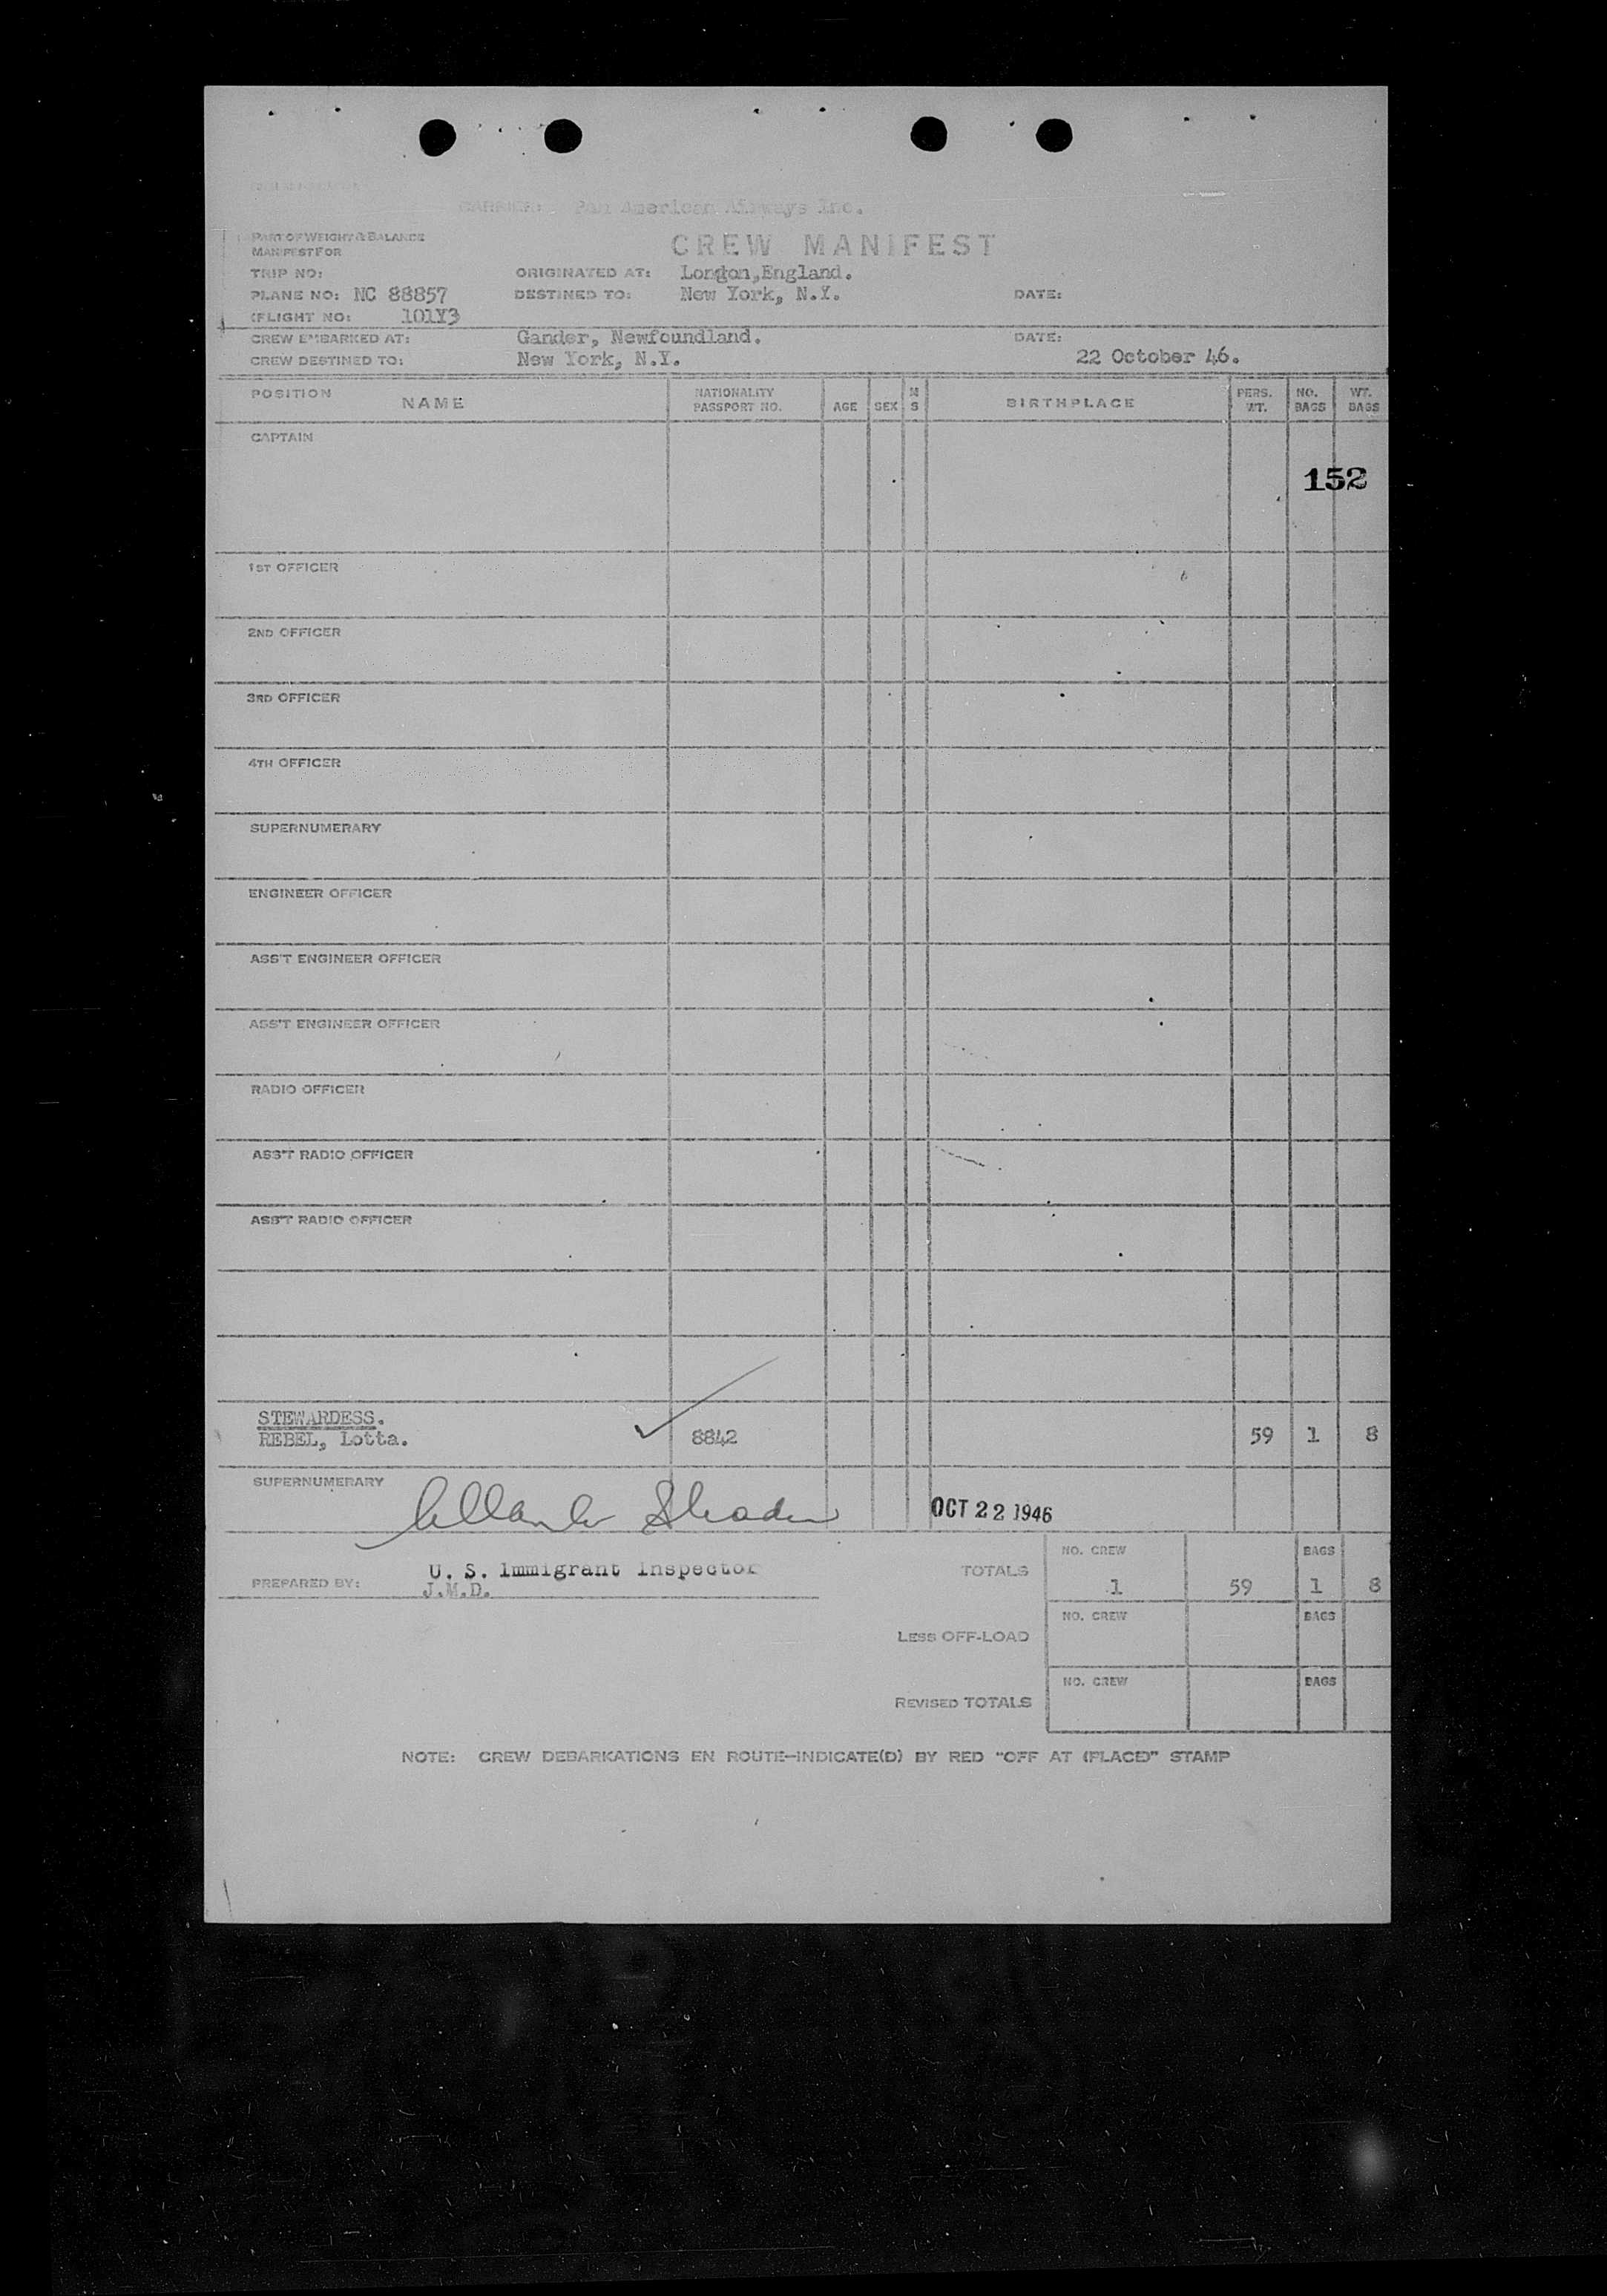 CARRIER: Pan American Airways Inc.
PART OF WEIGHT & BALANCE
MANIFEST FOR
CREW MANIFEST
TRIP NO: ORIGINATED AT: London,England.
PLANE NO: NC 88857 DESTINED TO: New York, N.Y. DATE:
(FLIGHT NO: 101Y3
CREW EMBARKED AT: Gander, Newfoundland. DATE:
CREW DESTINED TO: New York, N.Y. 22 October 46.
POSITION NAME NATIONALITY PASSPORT NO. AGE SEX M S BIRTHPLACE PERS. WT. NO. BAGS WT. BAGS
CAPTAIN
152
1ST OFFICER
2ND OFFICER
3RD OFFICER
4TH OFFICER
SUPERNUMERARY
ENGINEER OFFICER
ASS'T ENGINEER OFFICER
ASS'T ENGINEER OFFICER
RADIO OFFICER
ASS'T RADIO OFFICER
ASS'T RADIO OFFICER
STEWARDESS.
REBEL, Lotta. 8842 59 1 8
SUPERNUMERARY
OCT 22 1946
U. S. Immigrant Inspector
PREPARED BY: J.M.D.
TOTALS NO. CREW 1 59 BAGS 1 8
LESS OFF-LOAD NO. CREW BAGS
REVISED TOTALS NO. CREW BAGS
NOTE: CREW DEBARKATIONS EN ROUTE—INDICATE(D) BY RED "OFF AT (PLACE)" STAMP